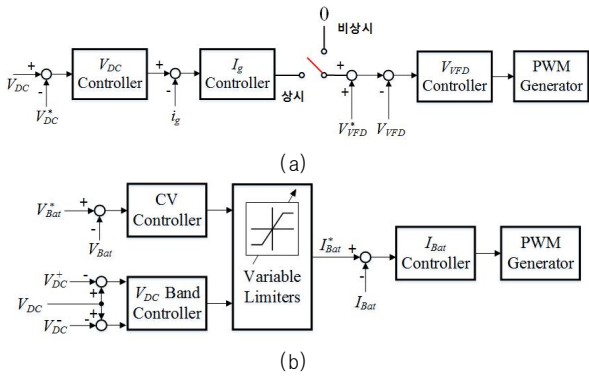 0
비상시
V_DC
+
-
V*_DC
V_DC
Controller
+
-
i_g
I_g
Controller
상시
+
+
V*_VFD
-
V_VFD
V_VFD
Controller
PWM
Generator
(a)
V*_Bat
+
-
V_Bat
CV
Controller
V+_DC
-
+
V_DC
+
V-_DC
-
V_DC Band
Controller
Variable
Limiters
I*_Bat
+
-
I_Bat
I_Bat
Controller
PWM
Generator
(b)